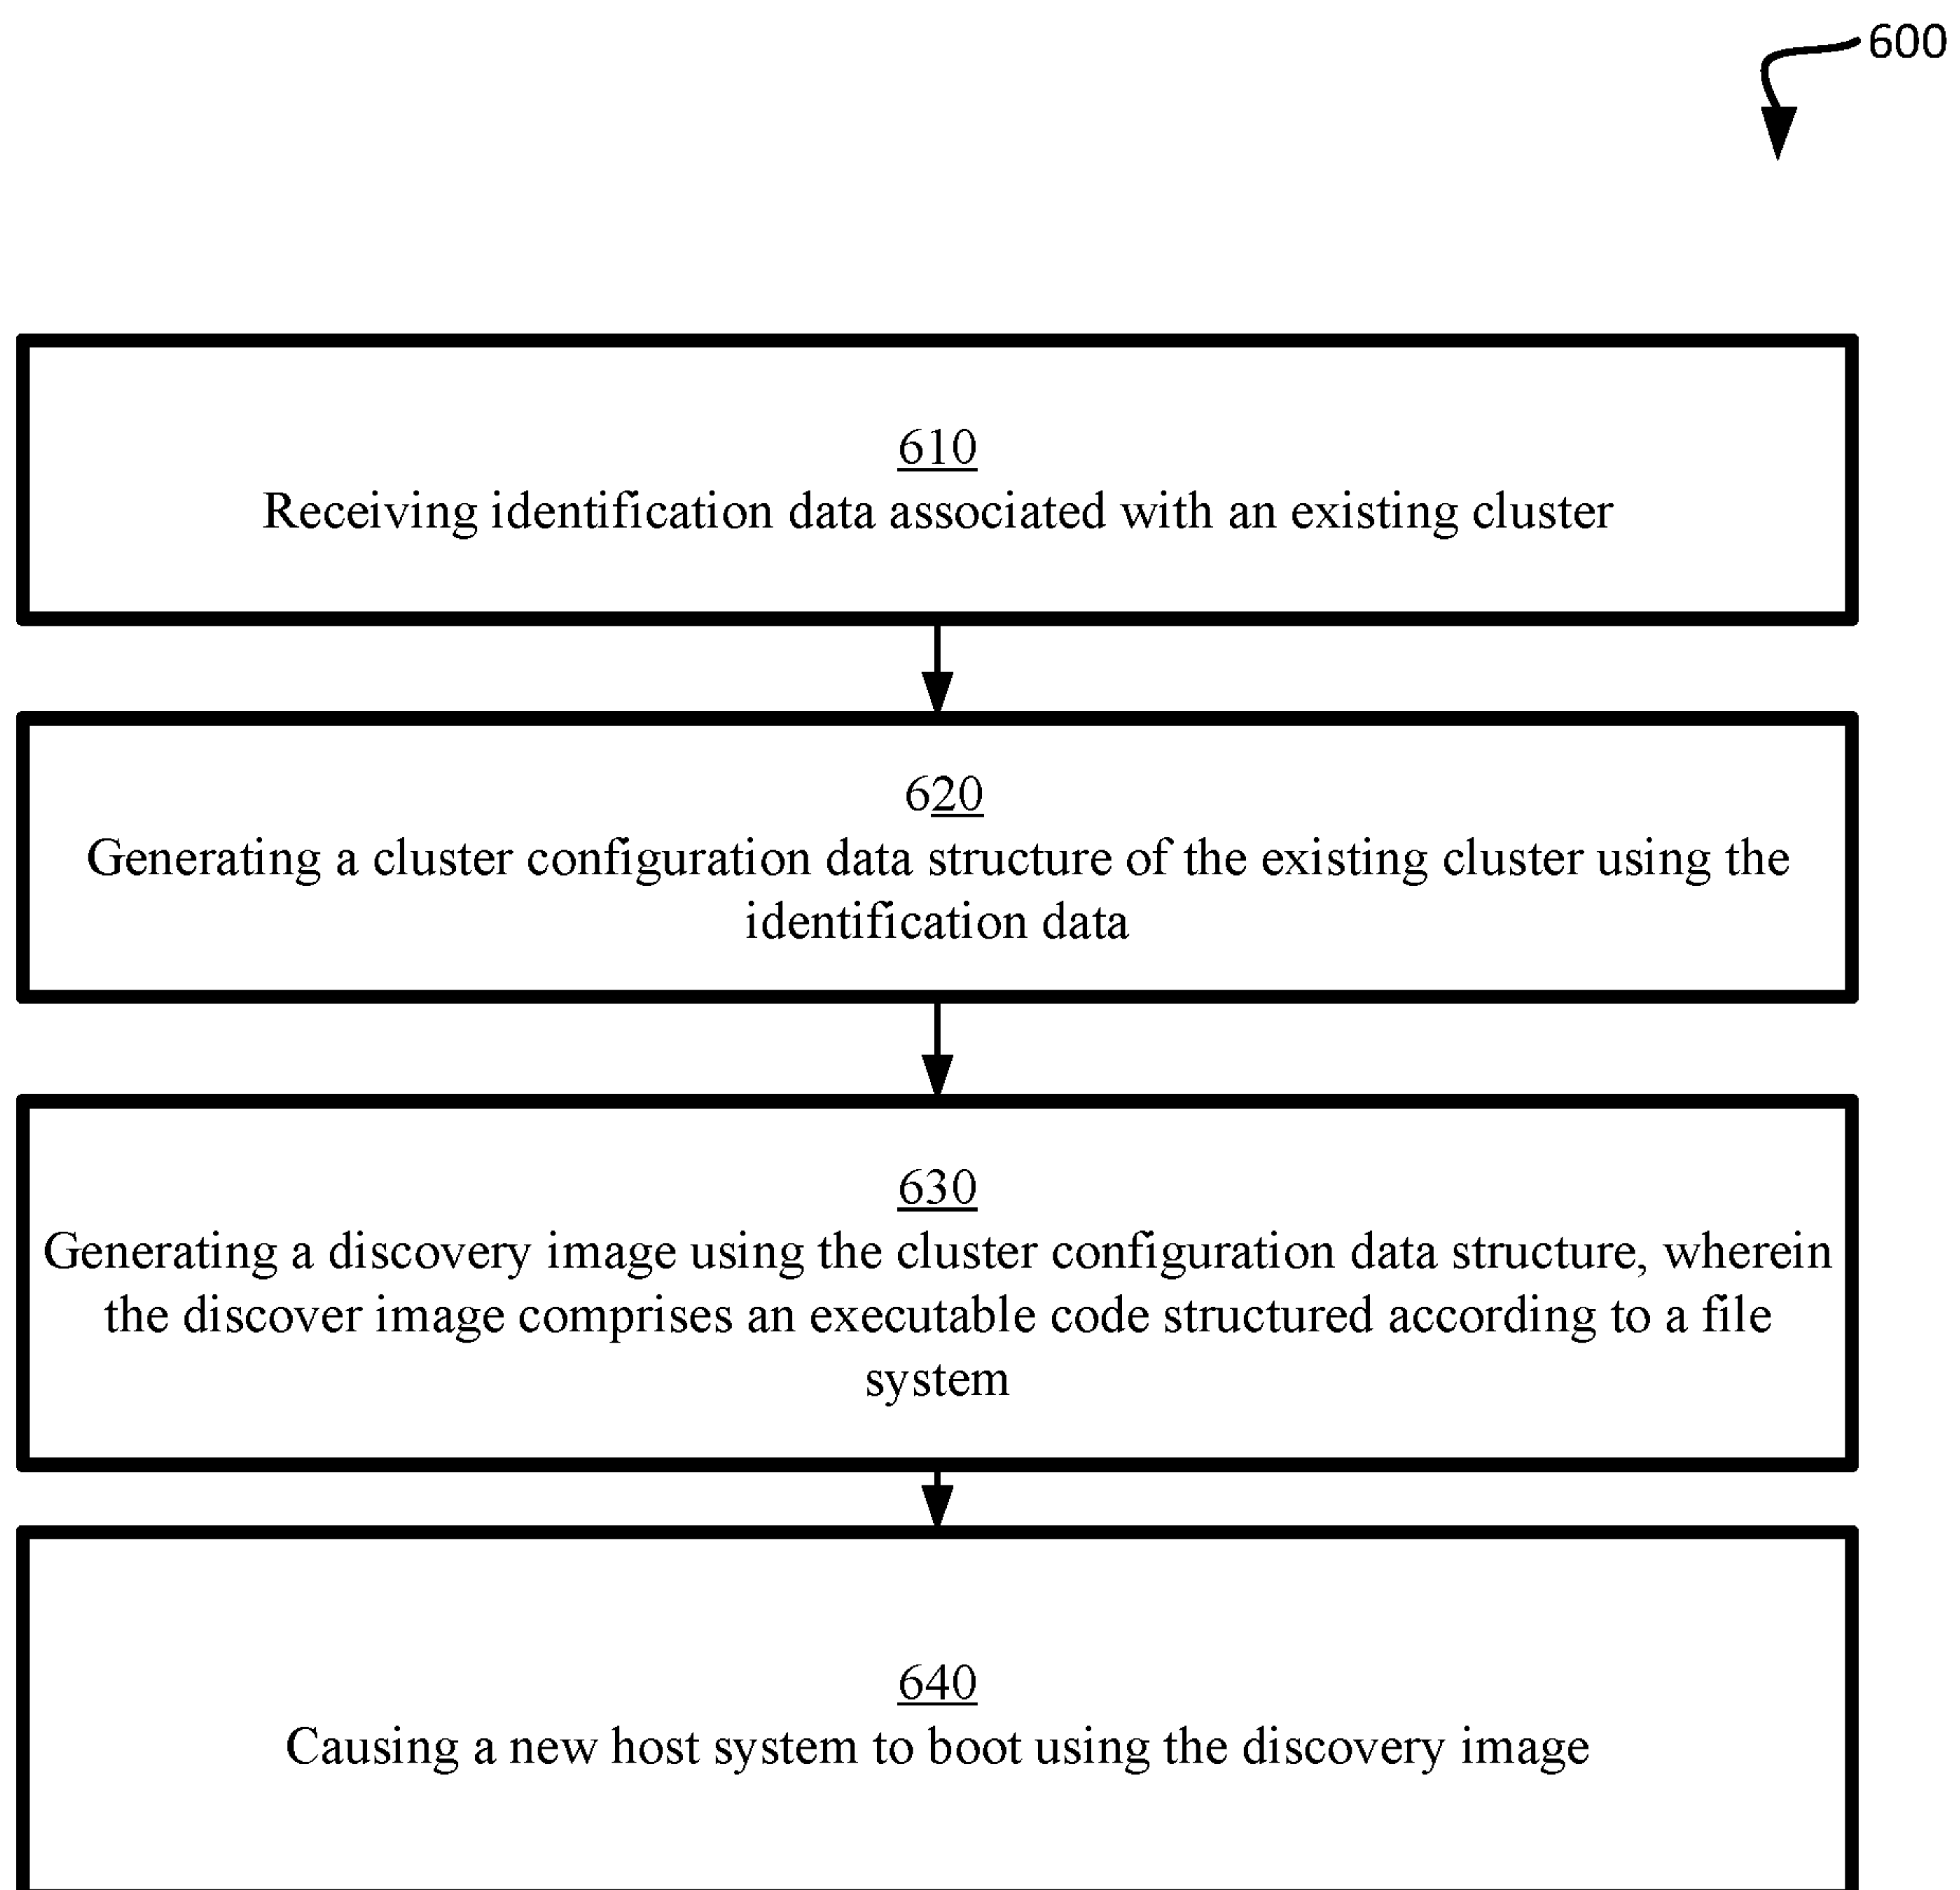 600
610
Receiving identification data associated with an existing cluster
620
Generating a cluster configuration data structure of the existing cluster using the
identification data
630
Generating a discovery image using the cluster configuration data structure, wherein
the discover image comprises an executable code structured according to a file
system
640
Causing a new host system to boot using the discovery image